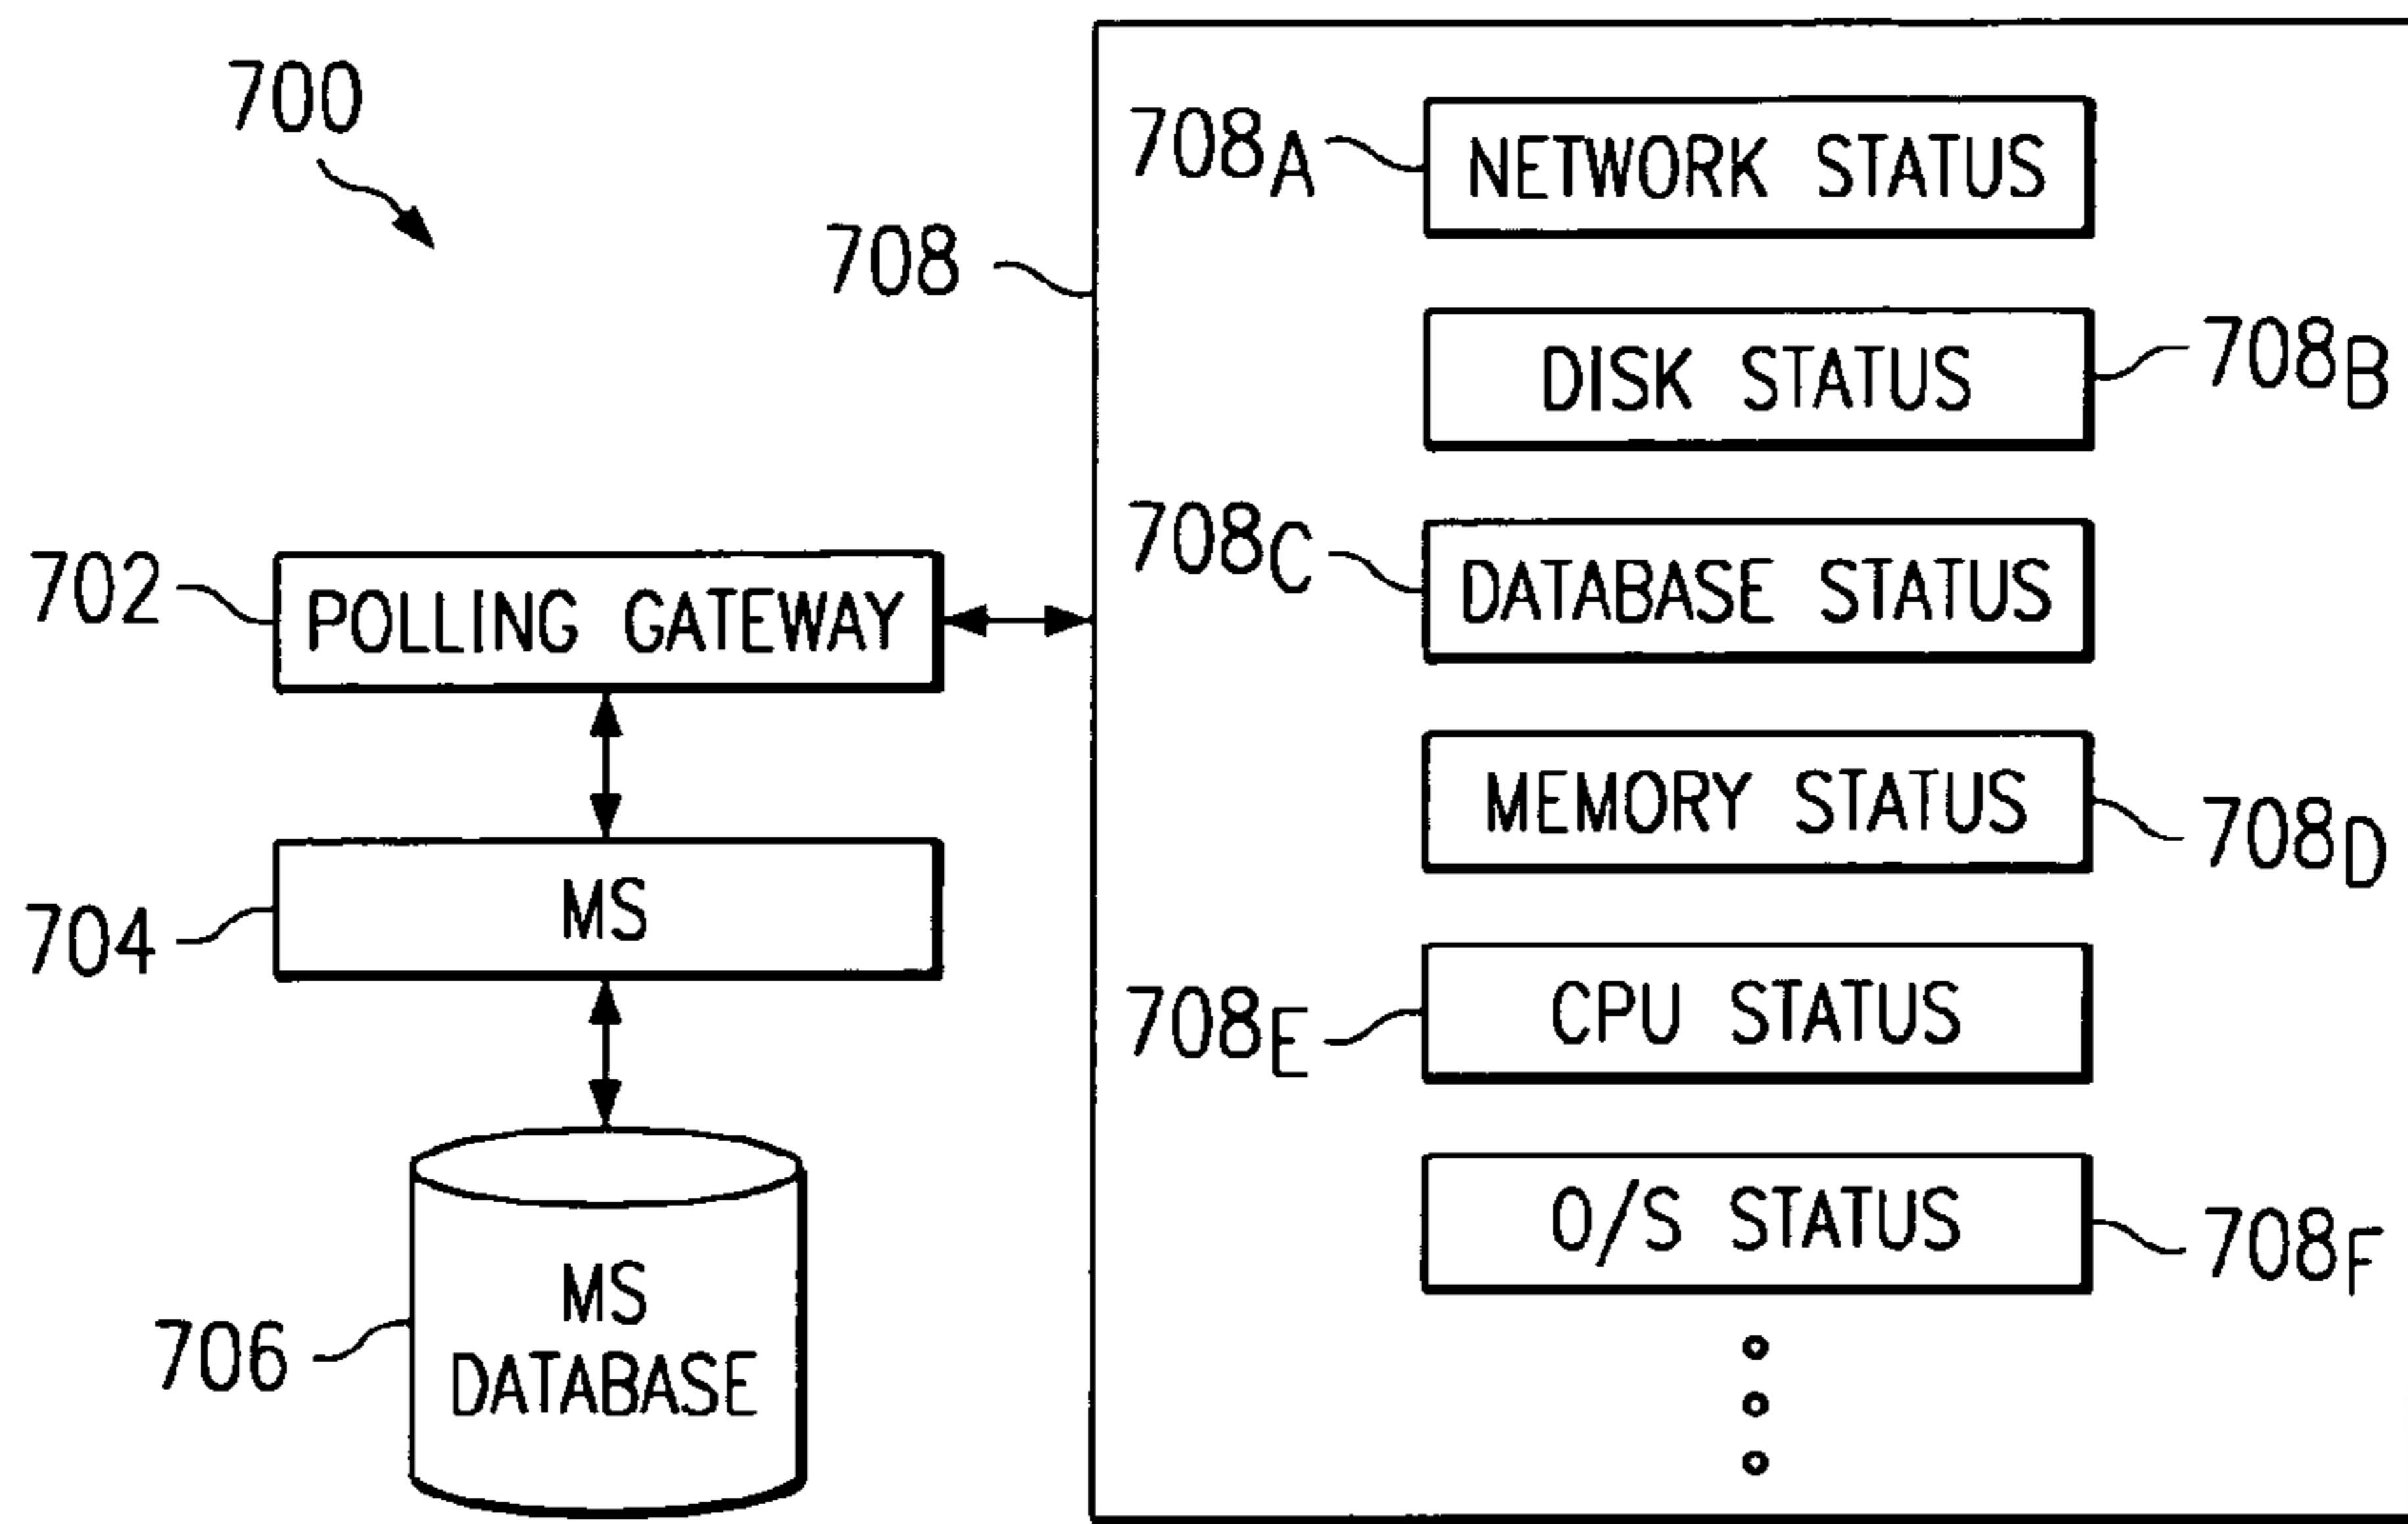 700
708
708A
NETWORK STATUS
DISK STATUS
708B
708C
DATABASE STATUS
702
POLLING GATEWAY
MEMORY STATUS
708D
704
MS
708E
CPU STATUS
O/S STATUS
708F
706
MS
DATABASE